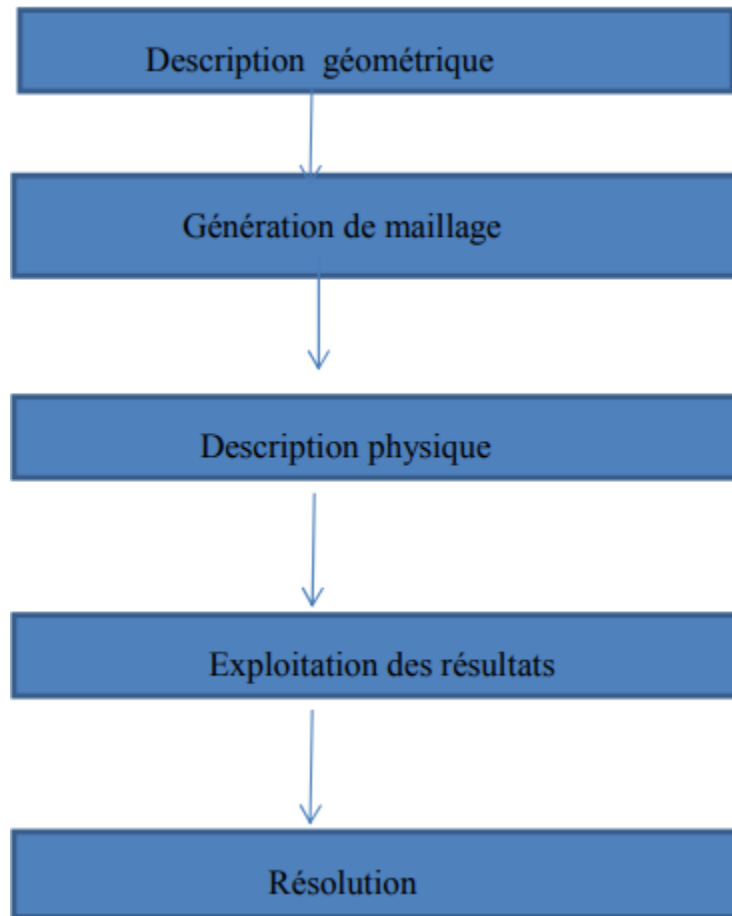 Description géométrique
Génération de maillage
Description physique
Exploitation des résultats
Résolution